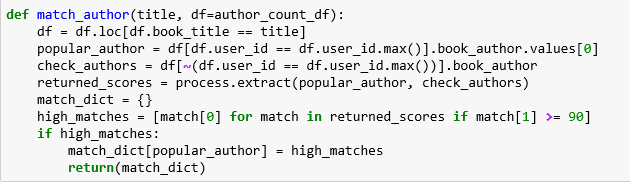 def match_author(title, df=author_count_df):
    df = df.loc[df.book_title == title]
    popular_author = df[df.user_id == df.user_id.max()].book_author.values[0]
    check_authors = df[~(df.user_id == df.user_id.max())].book_author
    returned_scores = process.extract(popular_author, check_authors)
    match_dict = {}
    high_matches = [match[0] for match in returned_scores if match[1] >= 90]
    if high_matches:
        match_dict[popular_author] = high_matches
        return(match_dict)